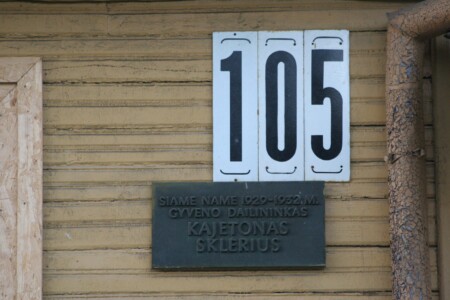 105
SIAME NAME 1929-1932 M.
GYVENO DAILININKAS
KAJETONAS
SKLERIUS